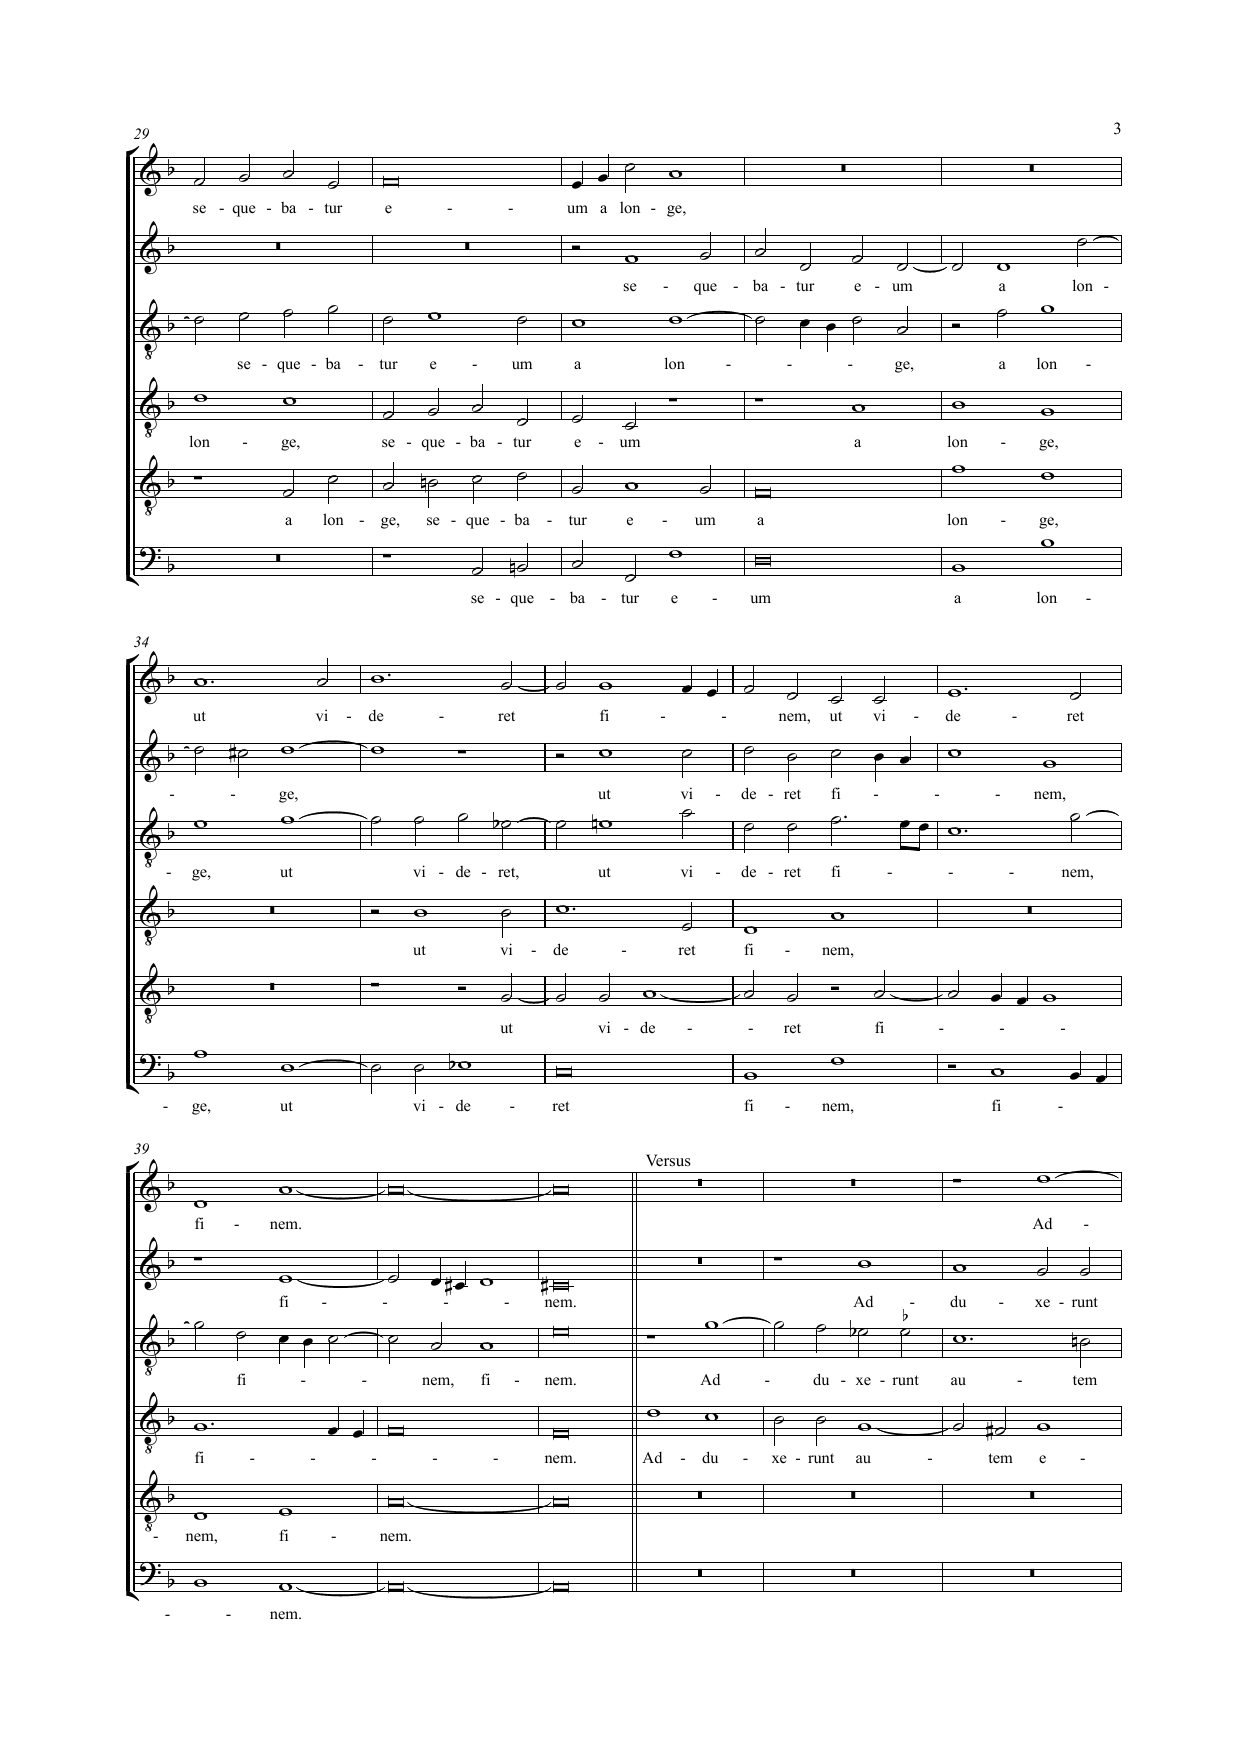 29
3
se - que - ba - tur e - - um a lon - ge,
se - que - ba - tur e - um a lon -
se - que - ba - tur e - um a lon - - - ge, a lon -
lon - ge, se - que - ba - tur e - um a lon - ge,
a lon - ge, se - que - ba - tur e - um a lon - ge,
se - que - ba - tur e - um a lon -
34
ut vi - de - ret fi - - nem, ut vi - de - ret
- - ge, ut vi - de - ret fi - - - nem,
- ge, ut vi - de - ret, ut vi - de - ret fi - - - nem,
ut vi - de - ret fi - nem,
ut vi - de - - ret fi - - -
- ge, ut vi - de - ret fi - nem, fi -
39
Versus
fi - nem. Ad -
fi - - - - nem. Ad - du - xe - runt
fi - - nem, fi - nem. Ad - du - xe - runt au - tem
fi - - - - - nem. Ad - du - xe - runt au - tem e -
- nem, fi - nem.
- - nem.